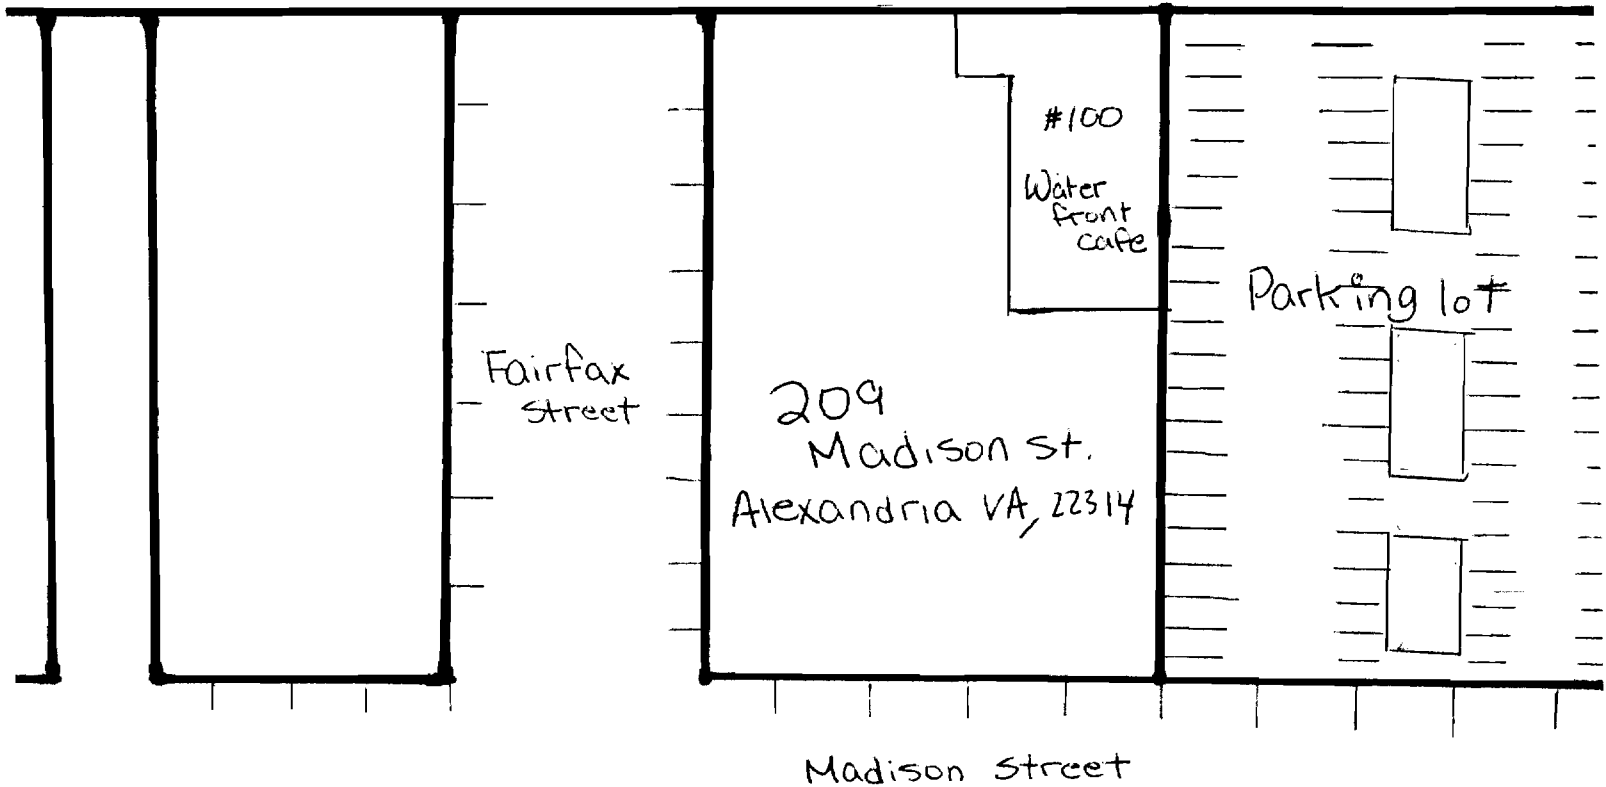 #100
Water
front
cafe
Parking lot
Fairfax
Street
209
Madison St.
Alexandria VA, 22314
Madison Street